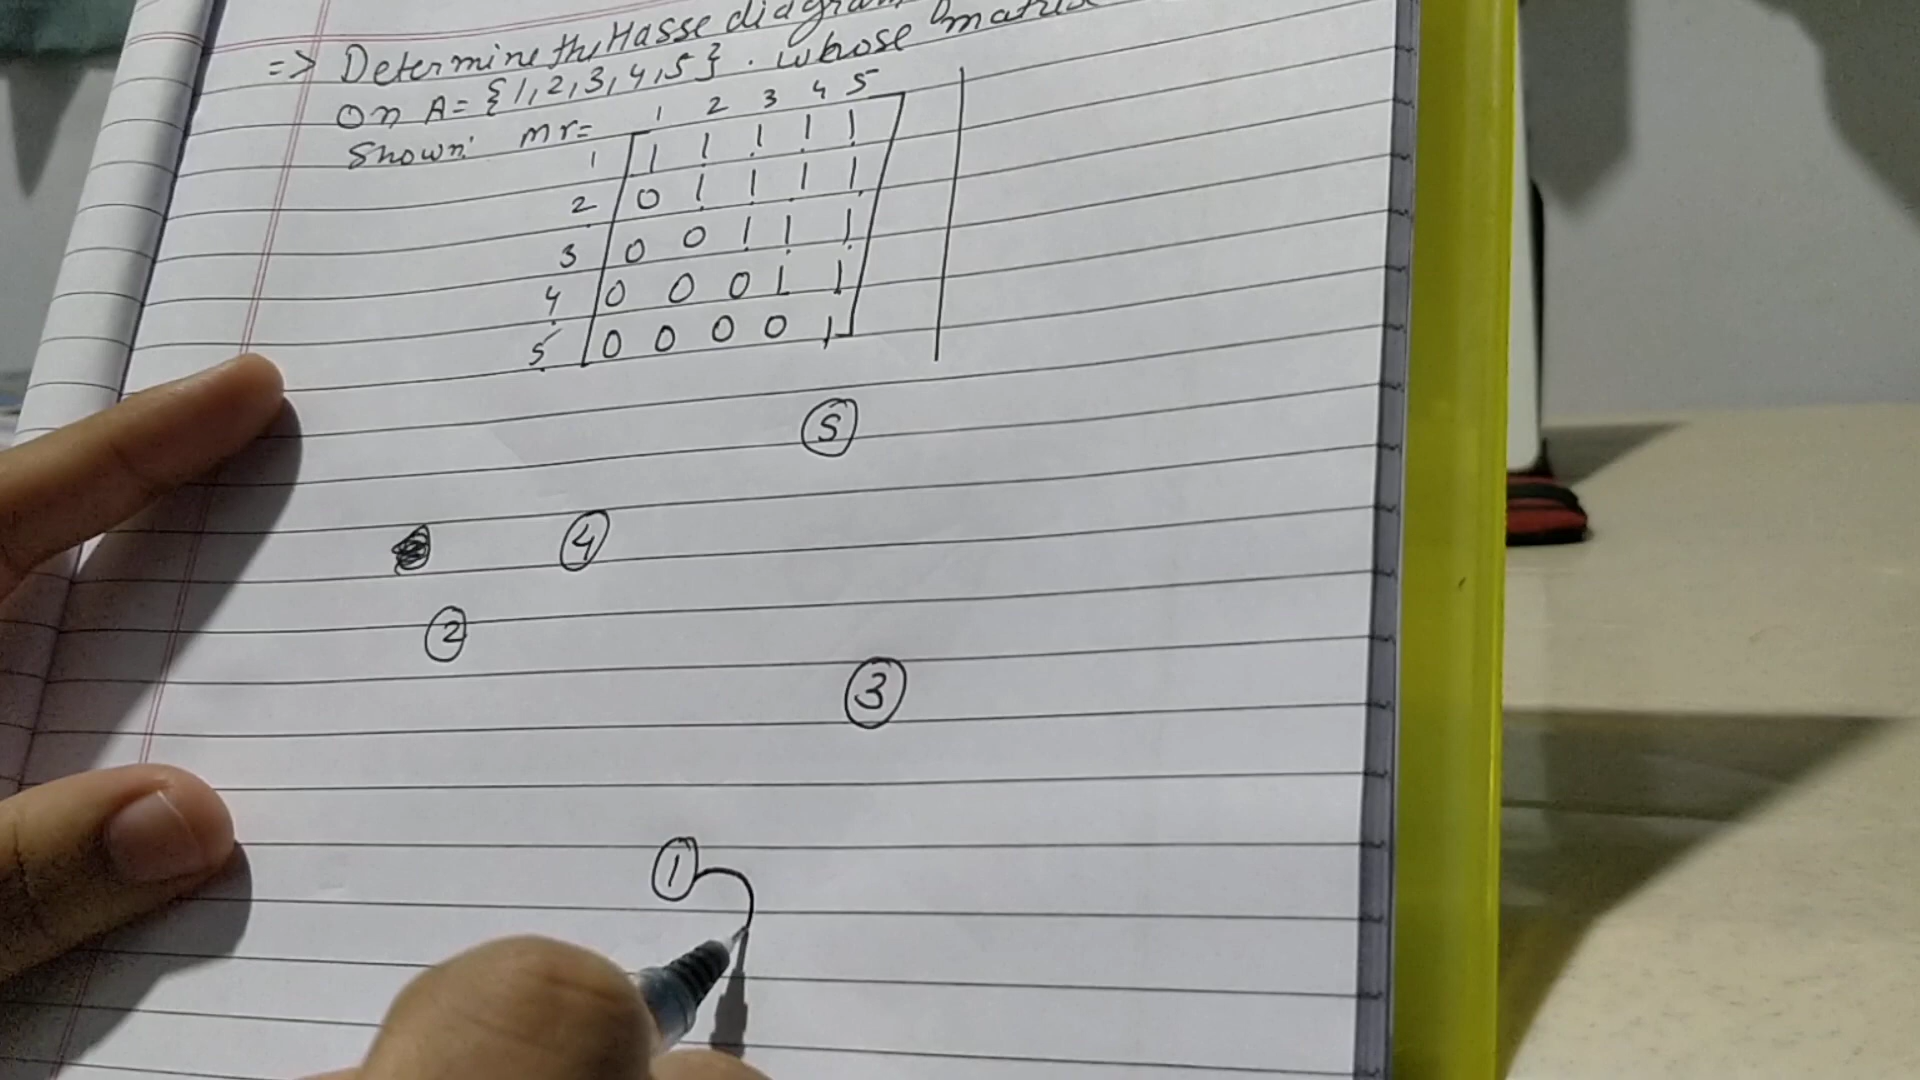 => Determine the Hasse diagram
on A = {1,2,3,4,5}. whose matrix
Shown: mr=
1 2 3 4 5
1 1 1 1 1 1
2 0 1 1 1 1
3 0 0 1 1 1
4 0 0 0 1 1
5 0 0 0 0 1
5
4
2
3
1